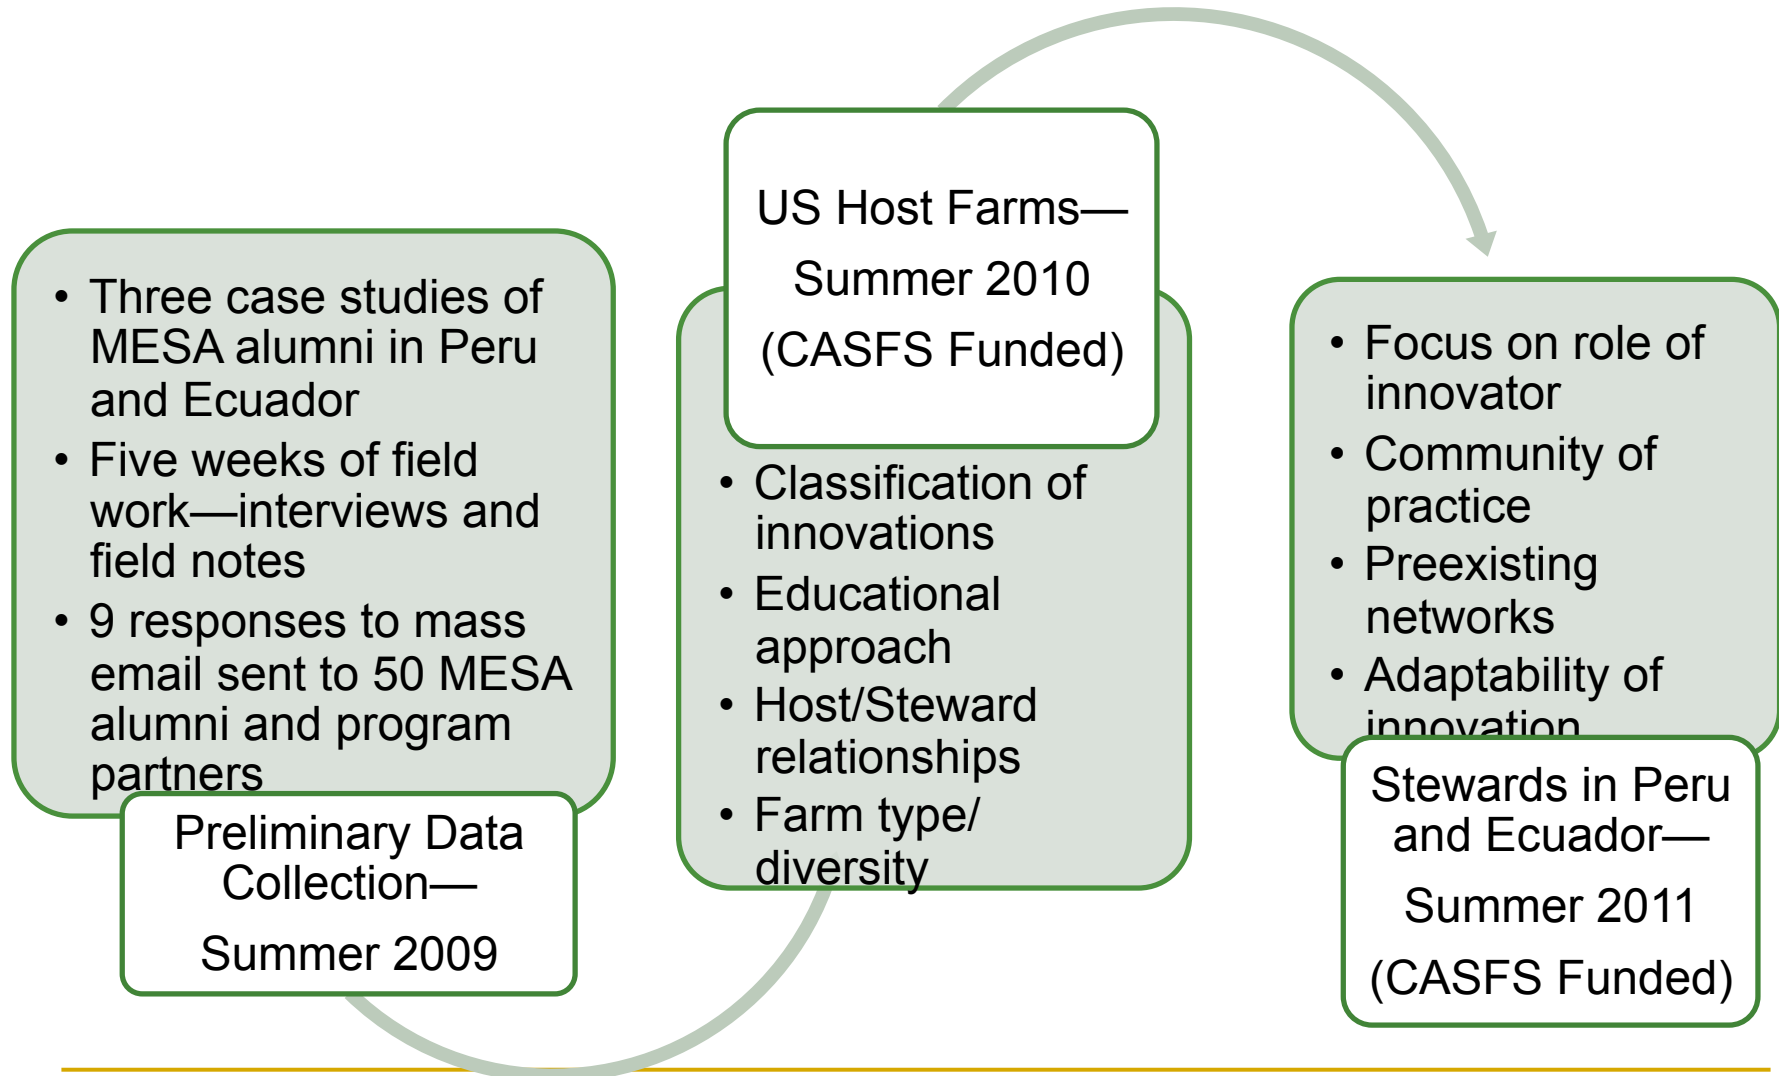 • Three case studies of
MESA alumni in Peru
and Ecuador
• Five weeks of field
work—interviews and
field notes
• 9 responses to mass
email sent to 50 MESA
alumni and program
partners
Preliminary Data
Collection—
Summer 2009
US Host Farms—
Summer 2010
(CASFS Funded)
• Classification of
innovations
• Educational
approach
• Host/Steward
relationships
• Farm type/
diversity
• Focus on role of
innovator
• Community of
practice
• Preexisting
networks
• Adaptability of
innovation
Stewards in Peru
and Ecuador—
Summer 2011
(CASFS Funded)